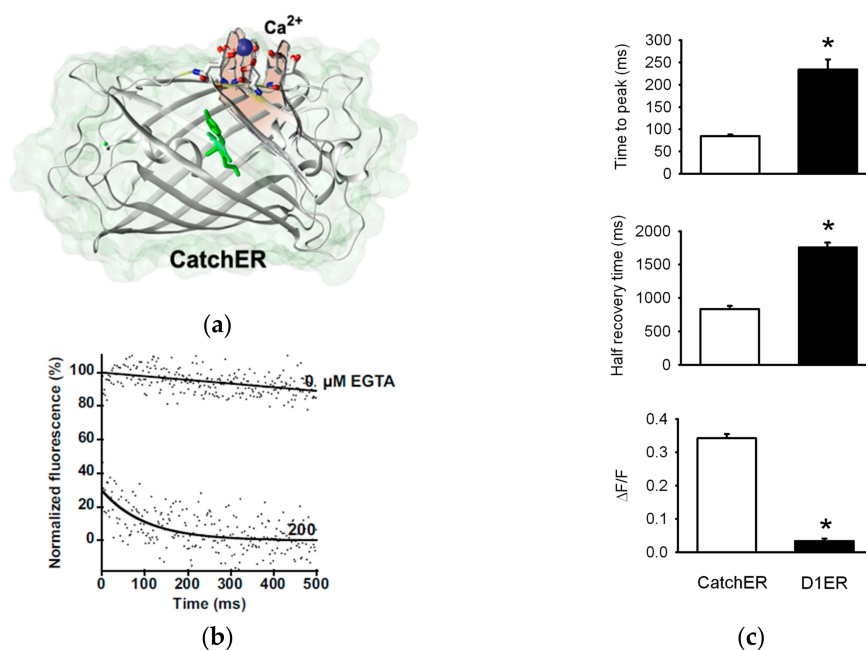 Ca2+
CatchER
(a)
Normalized fluorescence (%)
100
80
60
40
20
0
0 µM EGTA
200
0 100 200 300 400 500
Time (ms)
(b)
Time to peak (ms)
300
250
200
150
100
50
0
*
Half recovery time (ms)
2000
1500
1000
500
0
*
ΔF/F
0.4
0.3
0.2
0.1
0.0
*
CatchER D1ER
(c)